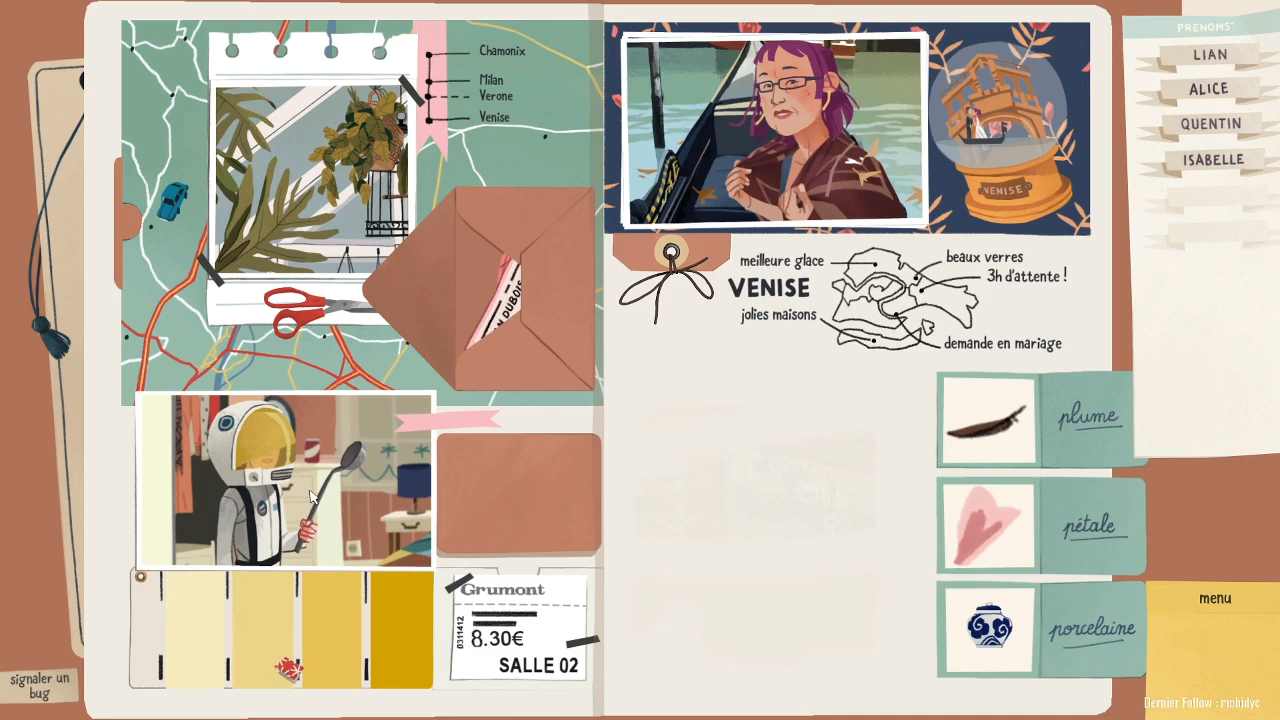 Chamonix
Milan
Verone
Venise
N DUBOIS
Grumont
0311412
8.30€
SALLE 02
VENISE
meilleure glace
beaux verres
VENISE
3h d'attente !
jolies maisons
demande en mariage
plume
pétale
porcelaine
PRENOMS
LIAN
ALICE
QUENTIN
ISABELLE
menu
signaler un
bug
Dernier Follow : mobidyc